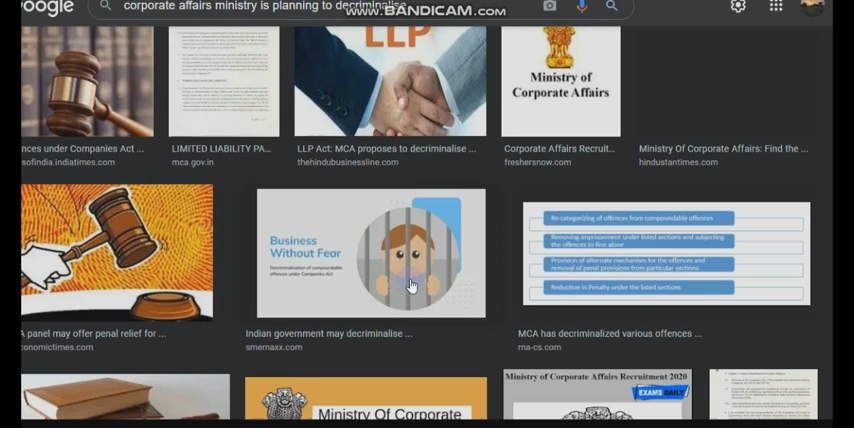 oogle
corporate affairs ministry is planning to decriminalise
WWW.BANDICAM.COM
LLP
Ministry of
Corporate Affairs
nces under Companies Act ...
sofindia.indiatimes.com
LIMITED LIABILITY PA...
mca.gov.in
LLP Act: MCA proposes to decriminalise ...
thehindubusinessline.com
Corporate Affairs Recruit...
freshersnow.com
Ministry Of Corporate Affairs: Find the ...
hindustantimes.com
Business
Without Fear
Decriminalisation of compoundable
offences under Companies Act
Re-categorizing of offences from compoundable offences
Removing imprisonment under listed sections and subjecting
the offences to fine alone
Provision of alternate mechanism for the offences and
removal of penal provisions from particular sections
Reduction in Penalty under the listed sections
A panel may offer penal relief for ...
conomictimes.com
Indian government may decriminalise ...
smemaxx.com
MCA has decriminalized various offences ...
rna-cs.com
Ministry Of Corporate
Ministry of Corporate Affairs Recruitment 2020
EXAMS DAILY